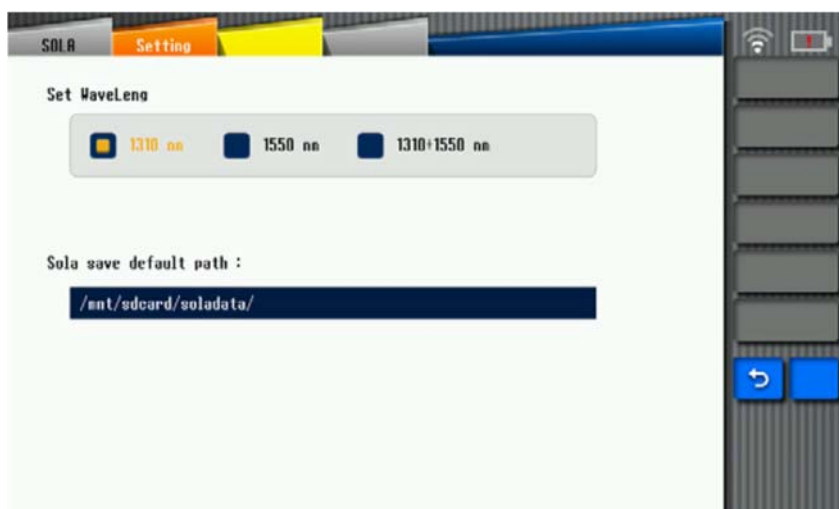 SOLA Setting
Set WaveLeng
1310 nm 1550 nm 1310+1550 nm
Sola save default path :
/mnt/sdcard/soladata/